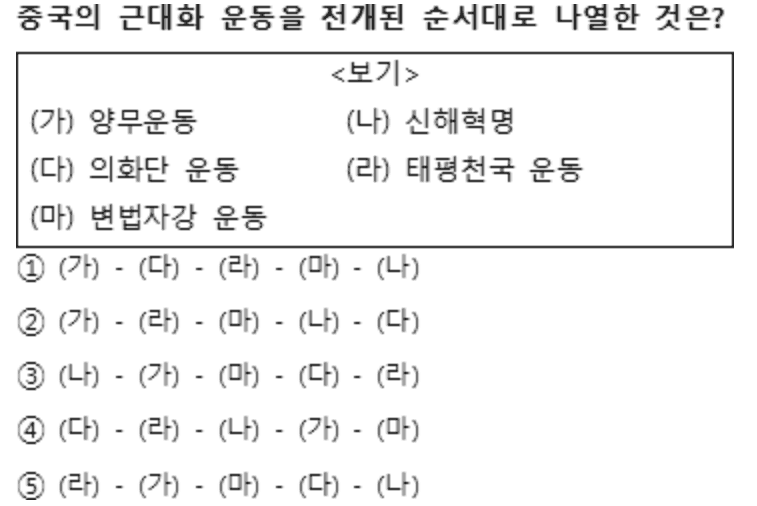 중국의 근대화 운동을 전개된 순서대로 나열한 것은?
<보기>
(가) 양무운동 (나) 신해혁명
(다) 의화단 운동 (라) 태평천국 운동
(마) 변법자강 운동
① (가) - (다) - (라) - (마) - (나)
② (가) - (라) - (마) - (나) - (다)
③ (나) - (가) - (마) - (다) - (라)
④ (다) - (라) - (나) - (가) - (마)
⑤ (라) - (가) - (마) - (다) - (나)